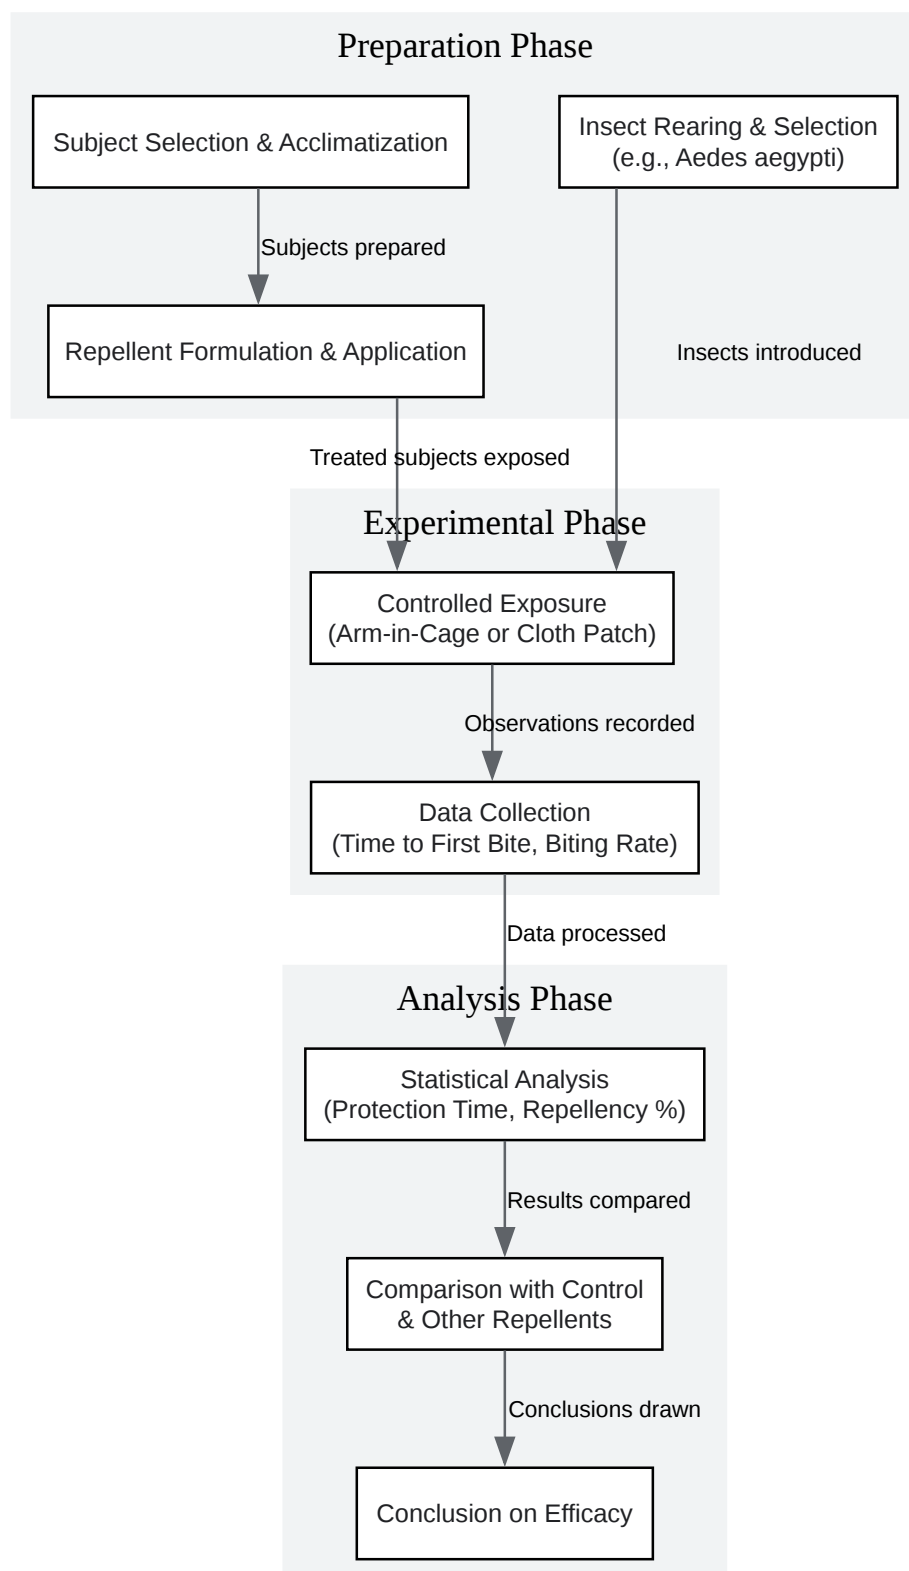 Preparation Phase
Subject Selection & Acclimatization
Insect Rearing & Selection
(e.g., Aedes aegypti)
Subjects prepared
Repellent Formulation & Application
Insects introduced
Treated subjects exposed
Experimental Phase
Controlled Exposure
(Arm-in-Cage or Cloth Patch)
Observations recorded
Data Collection
(Time to First Bite, Biting Rate)
Data processed
Analysis Phase
Statistical Analysis
(Protection Time, Repellency %)
Results compared
Comparison with Control
& Other Repellents
Conclusions drawn
Conclusion on Efficacy